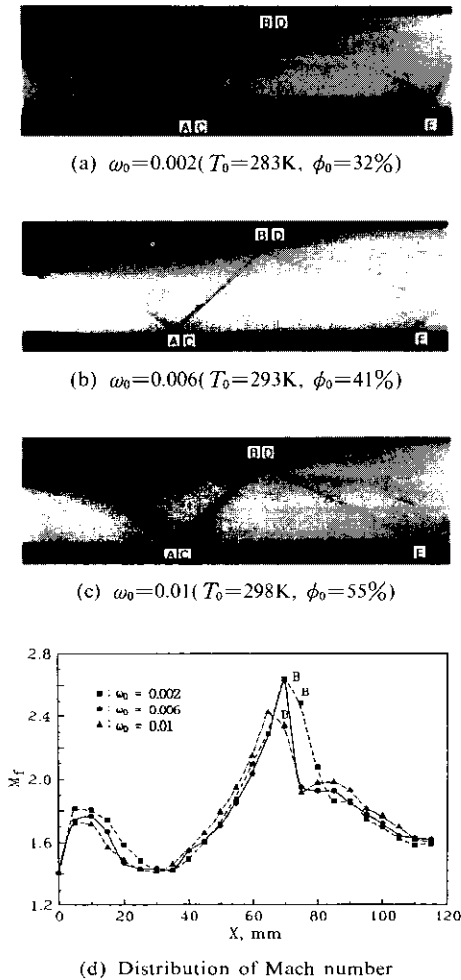 B D
A C
E
(a) ω₀=0.002( T₀=283K, ϕ₀=32%)
B D
A C
E
(b) ω₀=0.006( T₀=293K, ϕ₀=41%)
B D
A C
E
(c) ω₀=0.01( T₀=298K, ϕ₀=55%)
2.8
B
■ : ω₀ = 0.002
B
● : ω₀ = 0.006
2.4
▲ : ω₀ = 0.01
M_f
2.0
1.6
1.2
0 20 40 60 80 100 120
X, mm
(d) Distribution of Mach number